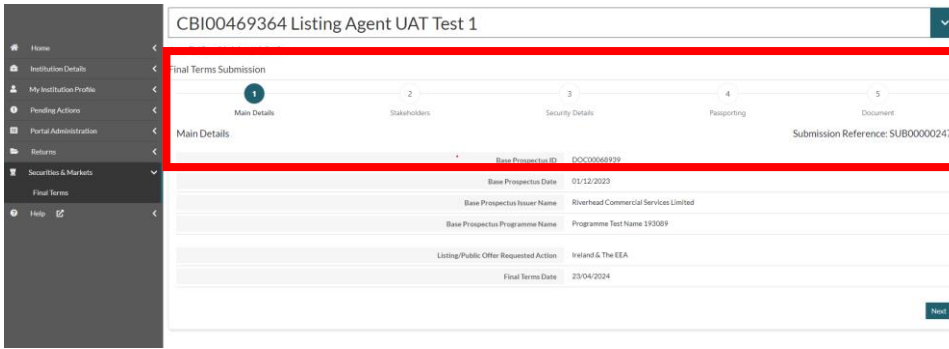 CBI00469364 Listing Agent UAT Test 1
Home
Institution Details
My Institution Profile
Pending Actions
Portal Administration
Returns
Securities & Markets
Final Terms
Help
Final Terms Submission
1 2 3 4 5
Main Details Stakeholders Security Details Passporting Document
Main Details Submission Reference: SUB00000247
* Base Prospectus ID DOC00068939
Base Prospectus Date 01/12/2023
Base Prospectus Issuer Name Riverhead Commercial Services Limited
Base Prospectus Programme Name Programme Test Name 193089
Listing/Public Offer Requested Action Ireland & The EEA
Final Terms Date 23/04/2024
Next